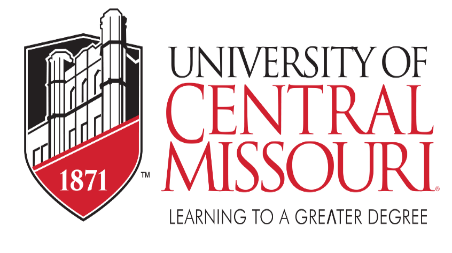 UNIVERSITY OF
CENTRAL
MISSOURI®
1871 ™
LEARNING TO A GREATER DEGREE